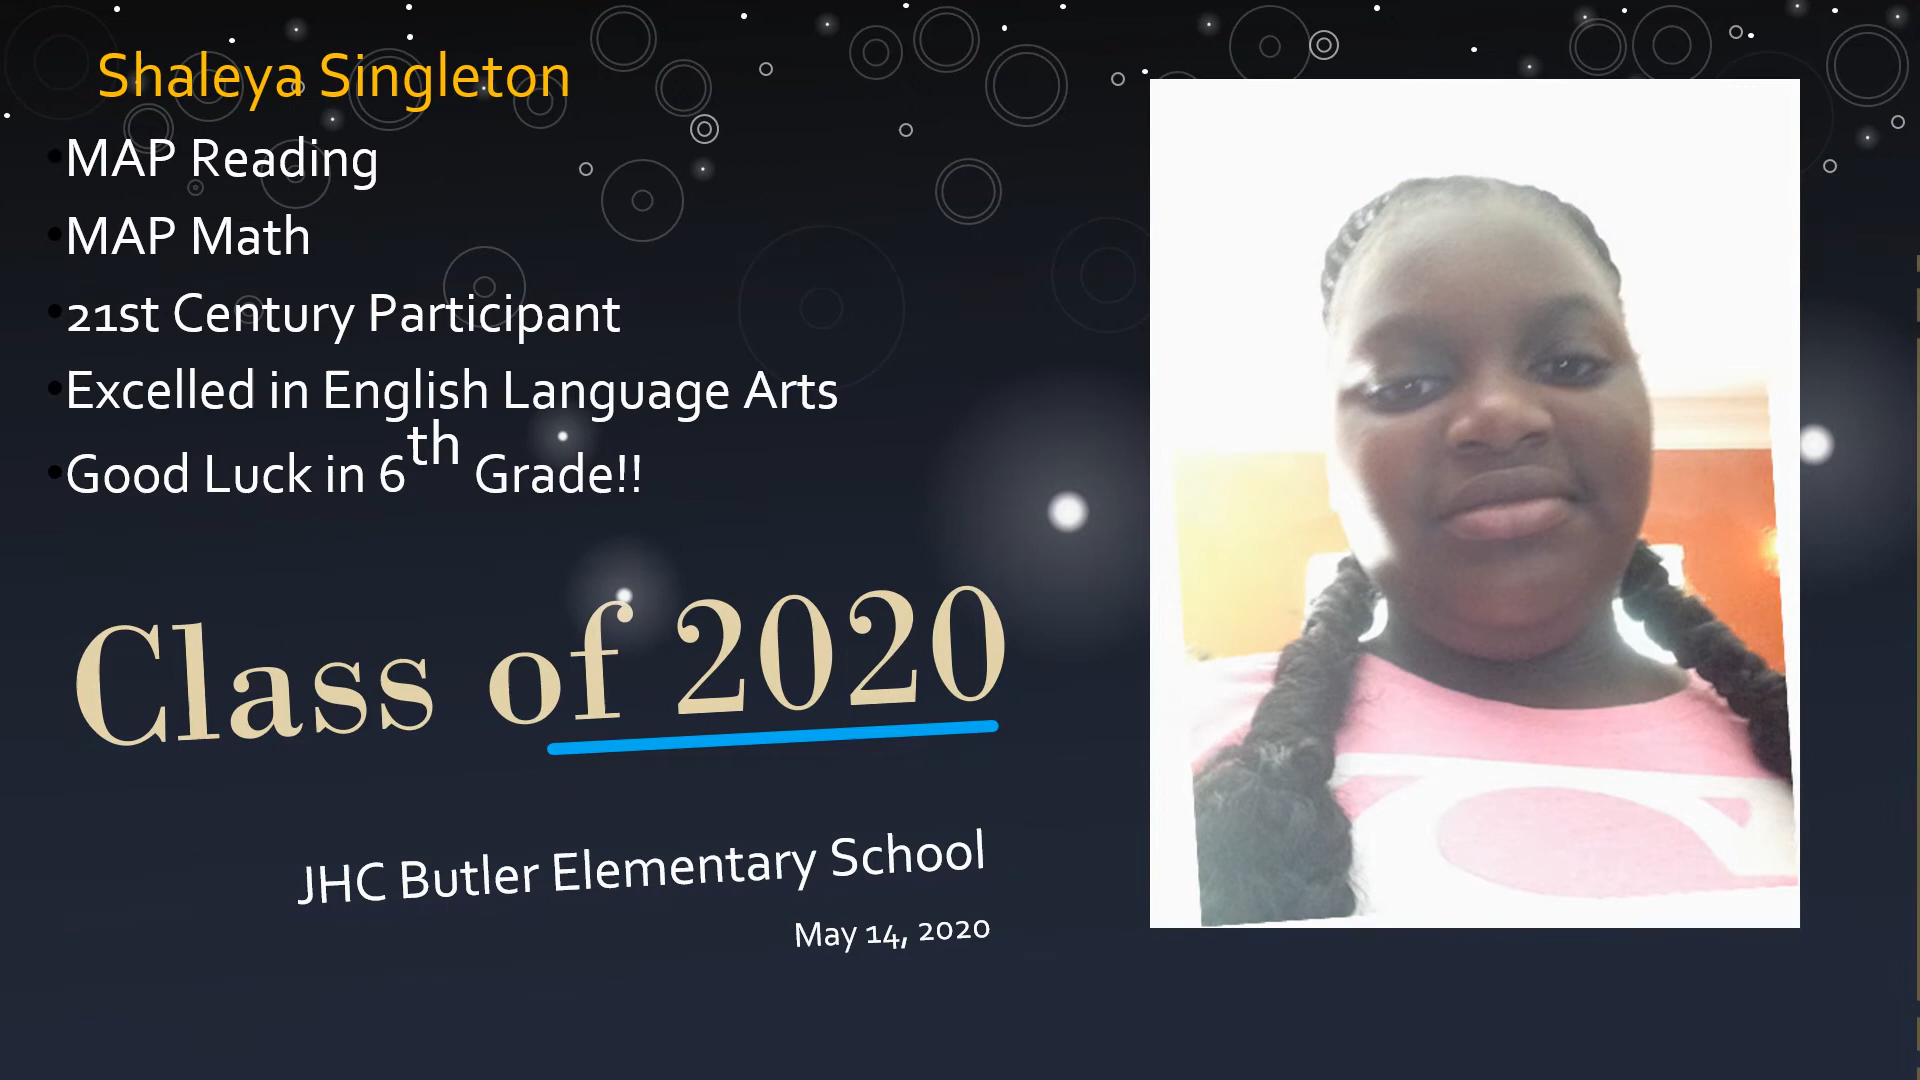 Shaleya Singleton
•MAP Reading
•MAP Math
•21st Century Participant
•Excelled in English Language Arts
•Good Luck in 6th Grade!!
Class of 2020
JHC Butler Elementary School
May 14, 2020